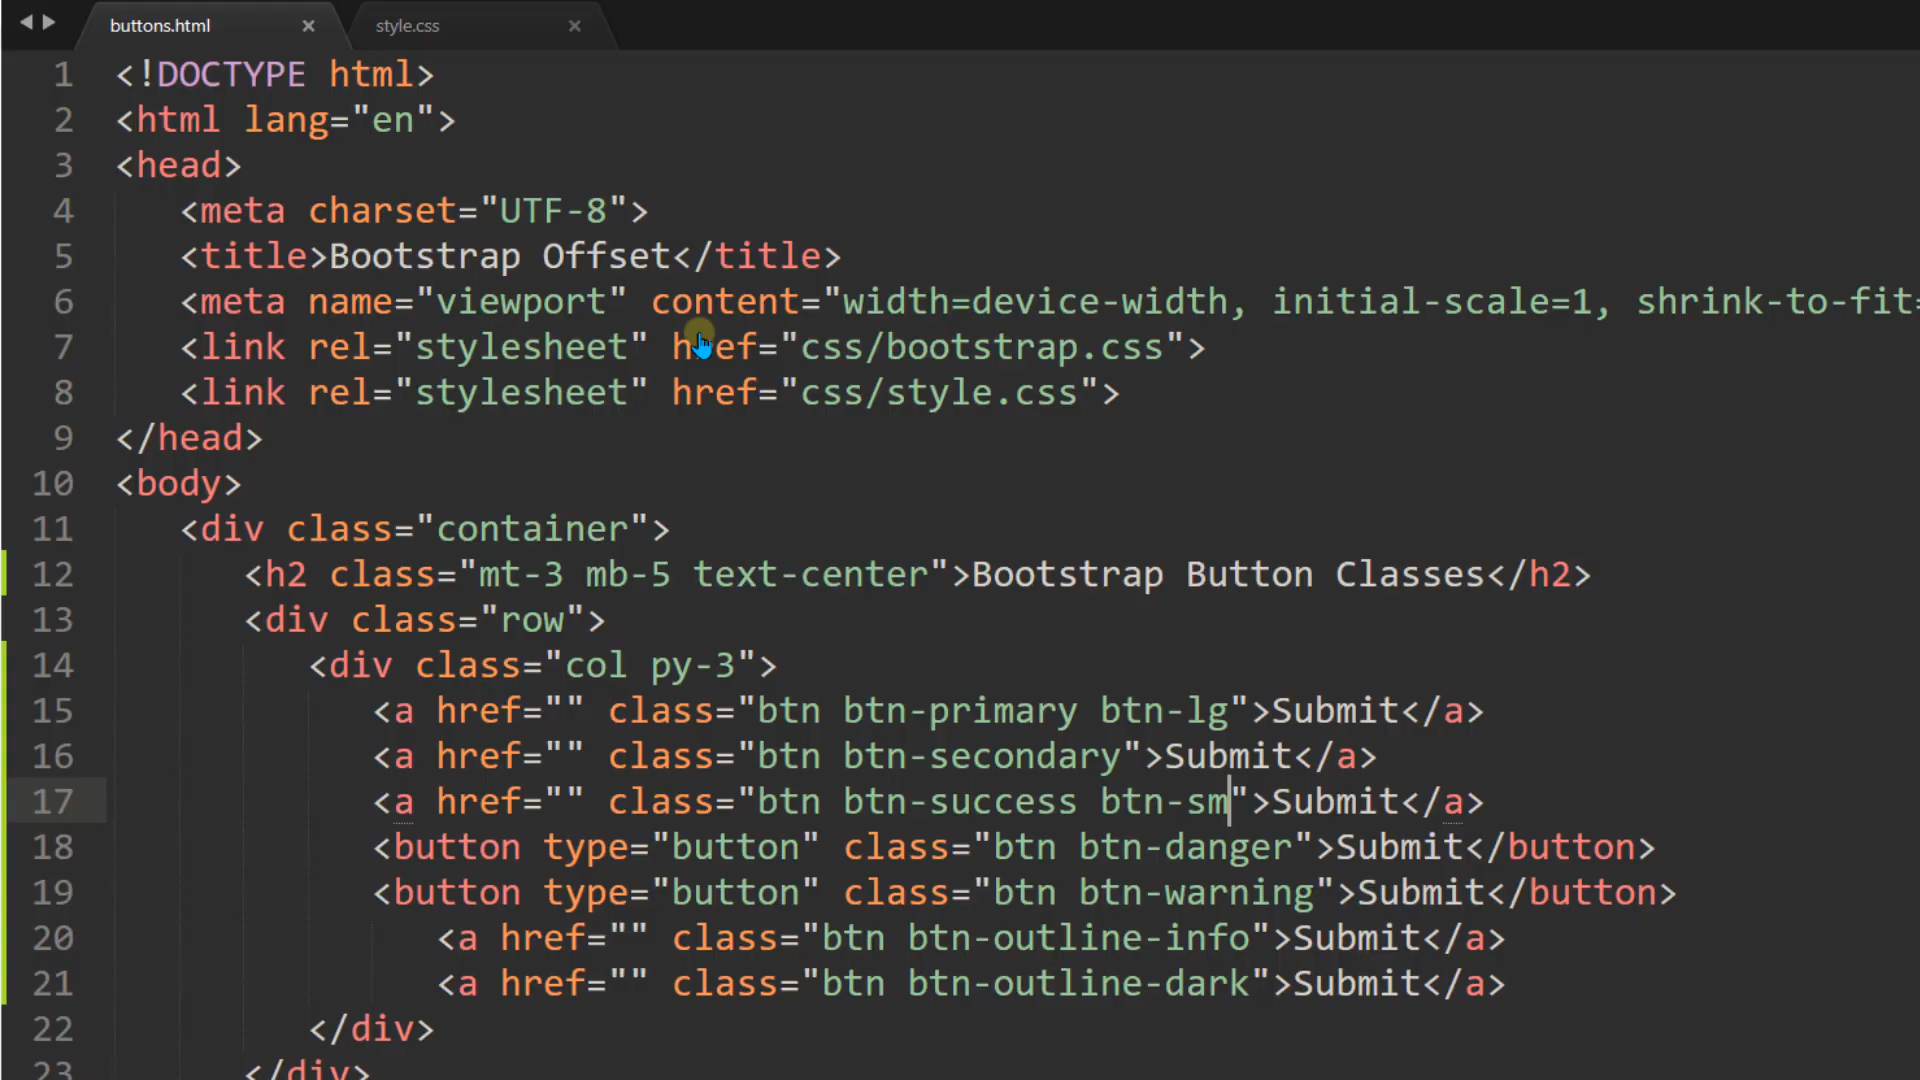 buttons.html × style.css ×
1 <!DOCTYPE html>
2 <html lang="en">
3 <head>
4 <meta charset="UTF-8">
5 <title>Bootstrap Offset</title>
6 <meta name="viewport" content="width=device-width, initial-scale=1, shrink-to-fit=
7 <link rel="stylesheet" href="css/bootstrap.css">
8 <link rel="stylesheet" href="css/style.css">
9 </head>
10 <body>
11 <div class="container">
12 <h2 class="mt-3 mb-5 text-center">Bootstrap Button Classes</h2>
13 <div class="row">
14 <div class="col py-3">
15 <a href="" class="btn btn-primary btn-lg">Submit</a>
16 <a href="" class="btn btn-secondary">Submit</a>
17 <a href="" class="btn btn-success btn-sm">Submit</a>
18 <button type="button" class="btn btn-danger">Submit</button>
19 <button type="button" class="btn btn-warning">Submit</button>
20 <a href="" class="btn btn-outline-info">Submit</a>
21 <a href="" class="btn btn-outline-dark">Submit</a>
22 </div>
23 </div>